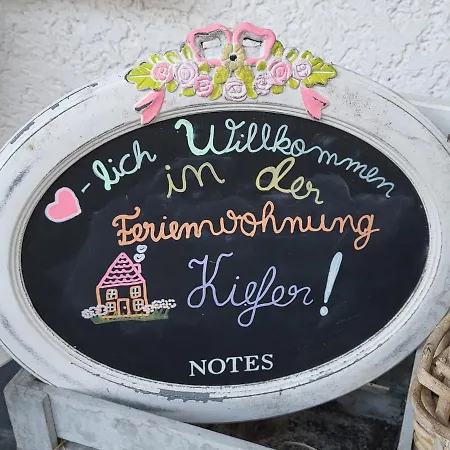 -lich Willkommen
in der
Ferienwohnung
Kiefer!
NOTES